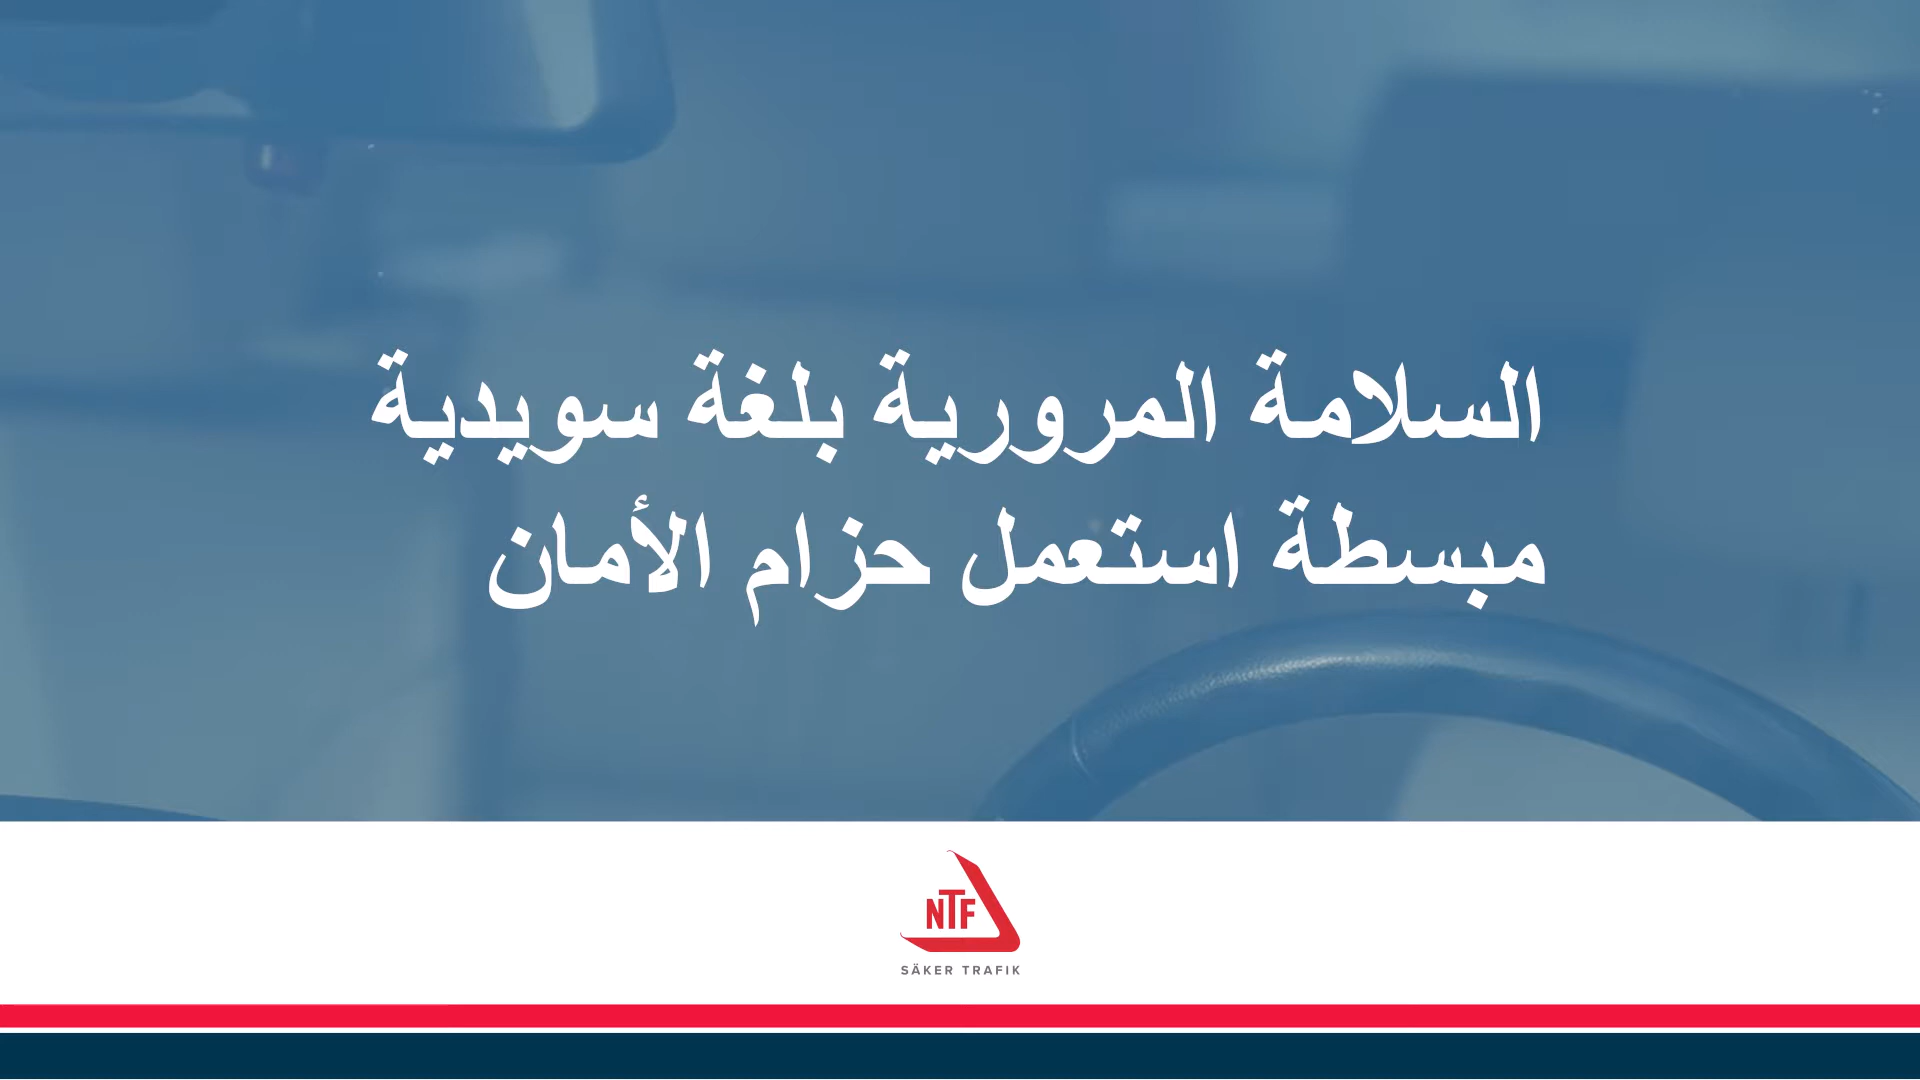 السلامة المرورية بلغة سويدية
مبسطة استعمل حزام الأمان
NTF
SÄKER TRAFIK